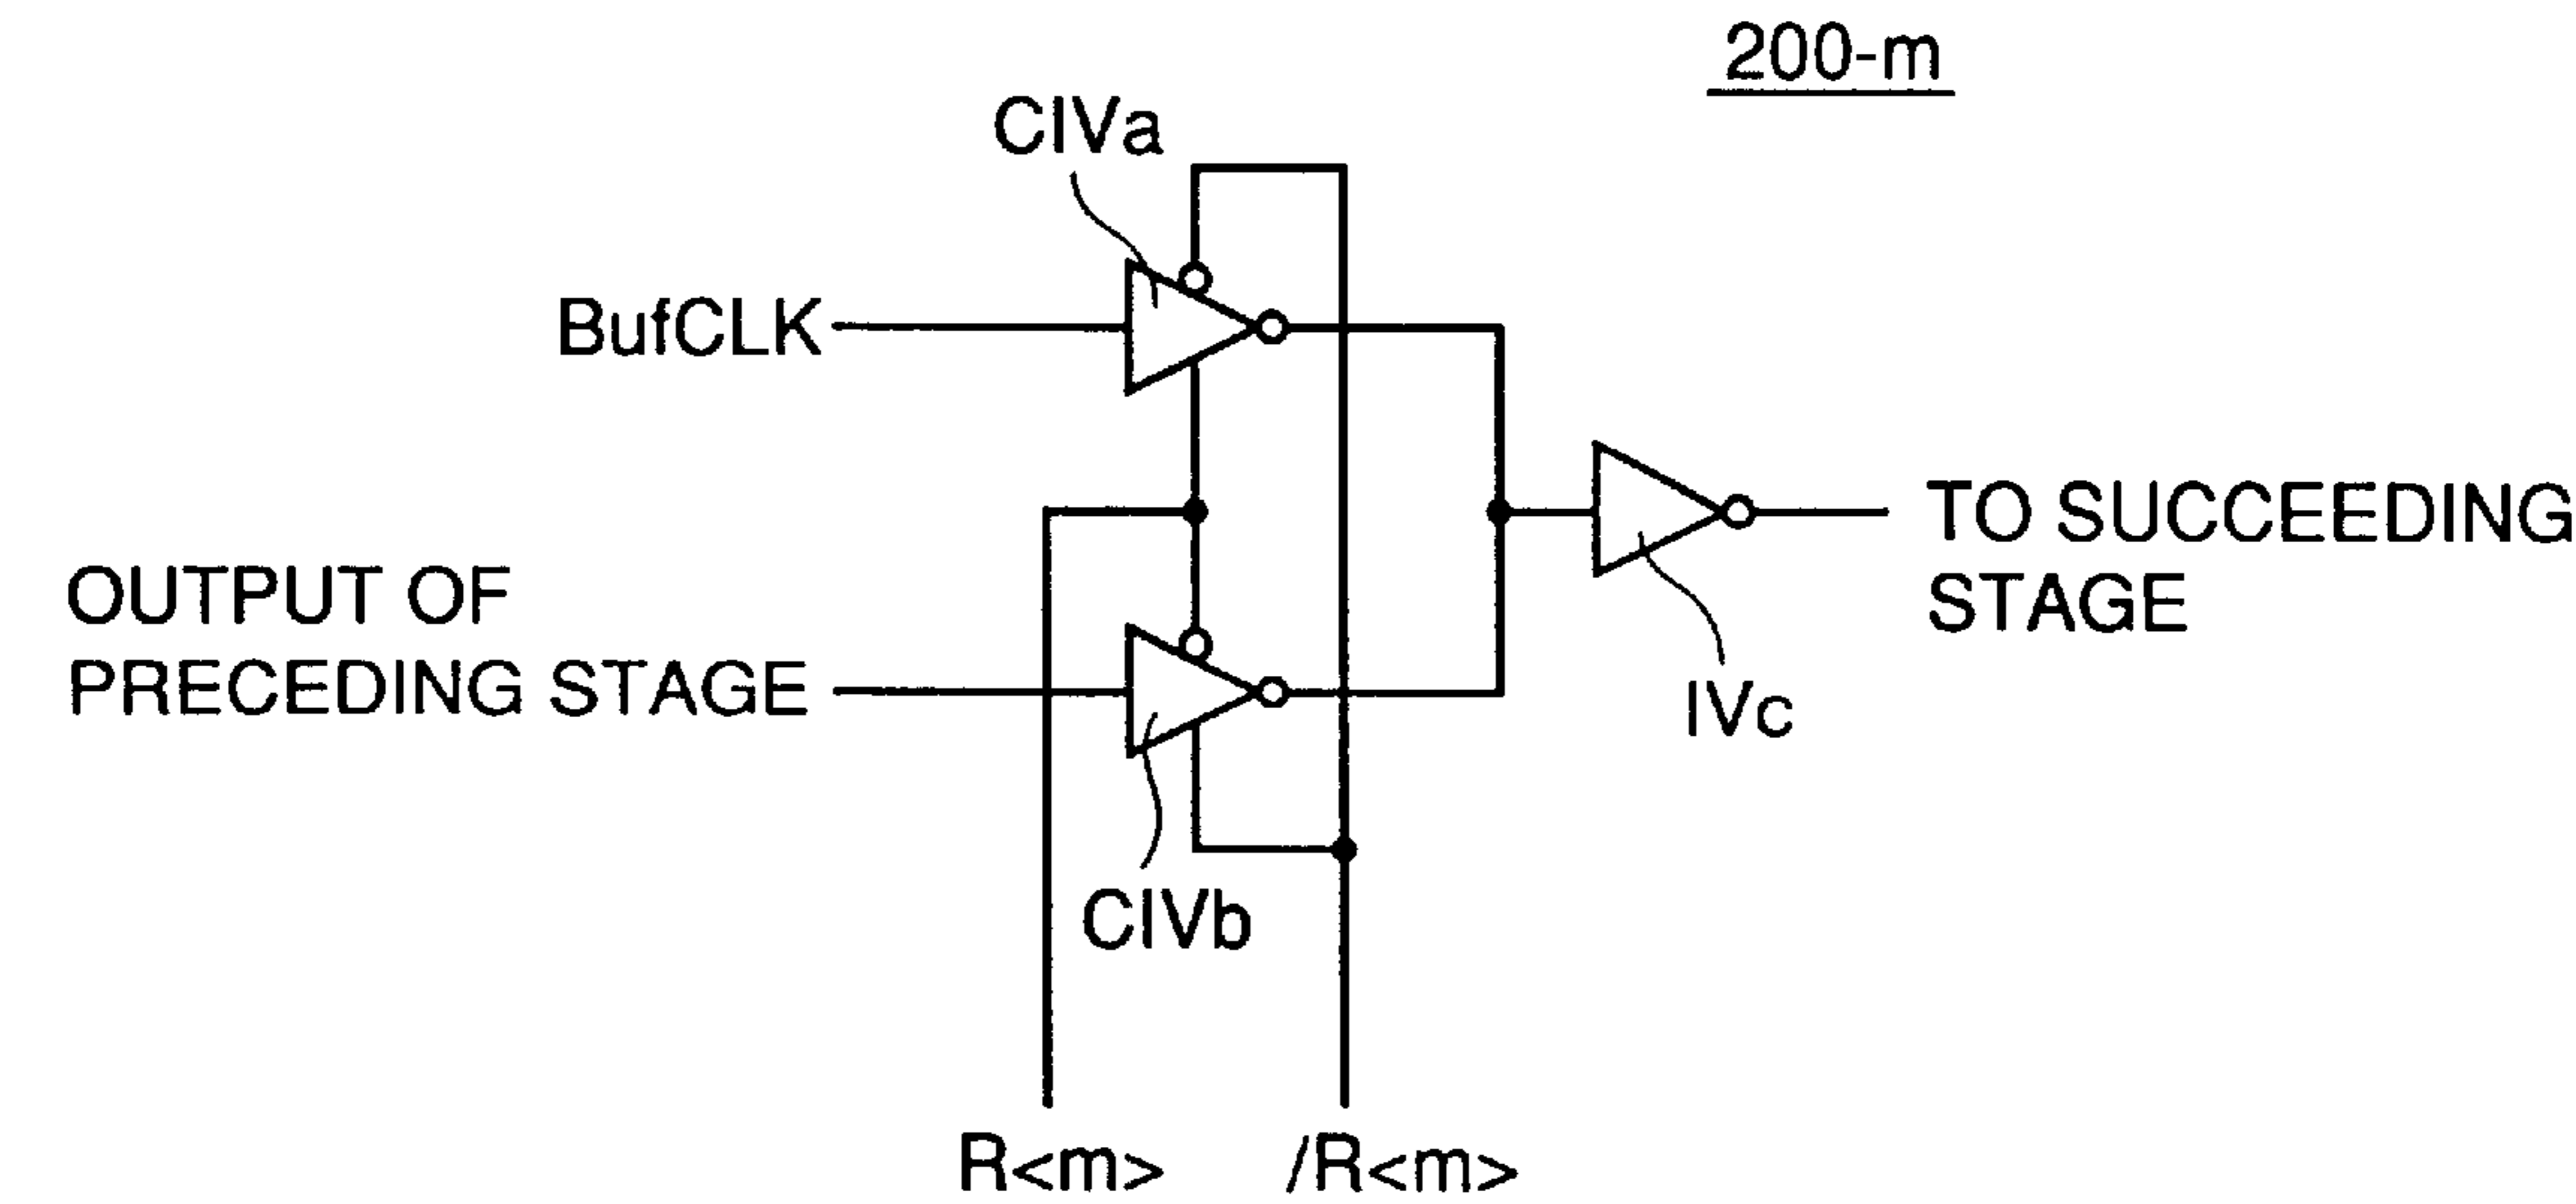 200-m
CIVa
BufCLK
TO SUCCEEDING
STAGE
OUTPUT OF
PRECEDING STAGE
IVc
CIVb
R<m>
/R<m>